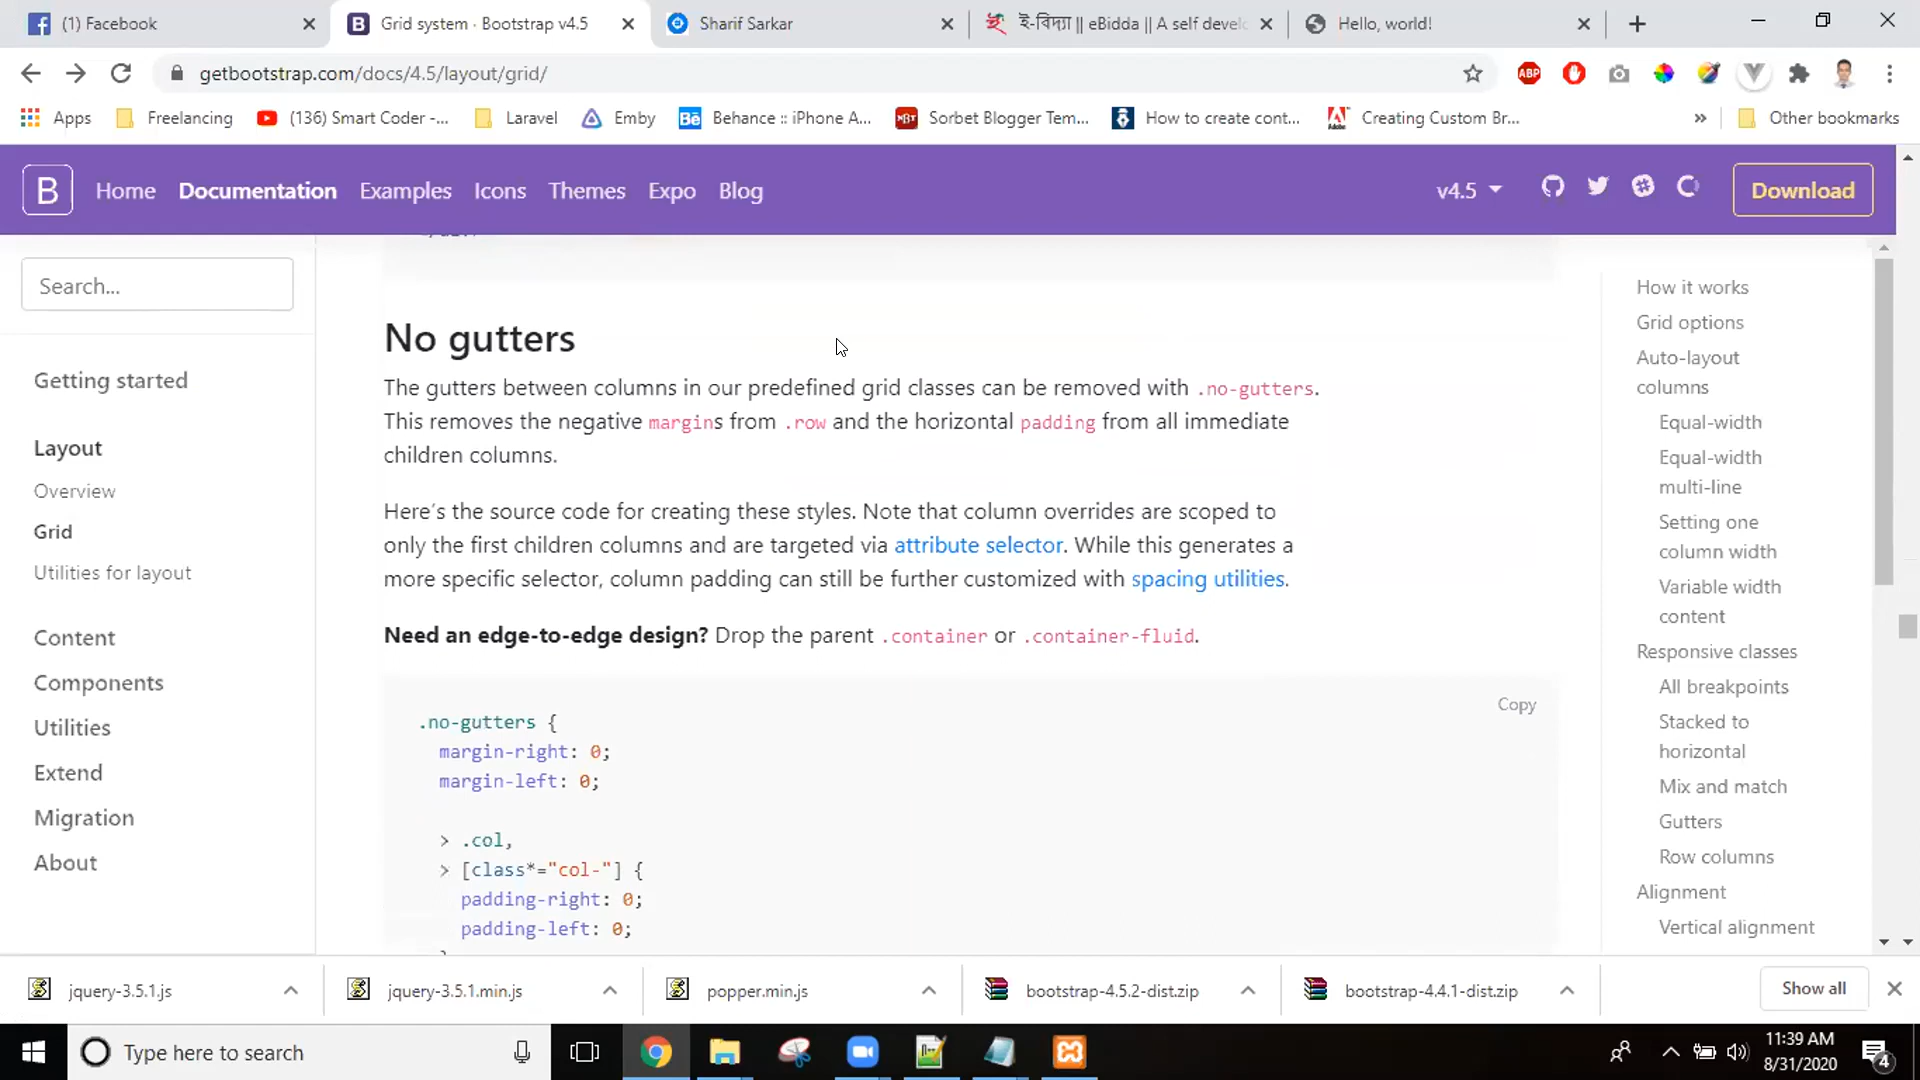 (1) Facebook
Grid system · Bootstrap v4.5
Sharif Sarkar
ই-বিদ্যা || eBidda || A self develo
Hello, world!
getbootstrap.com/docs/4.5/layout/grid/
ABP
Apps
Freelancing
(136) Smart Coder -...
Laravel
Emby
Behance :: iPhone A...
Sorbet Blogger Tem...
How to create cont...
Creating Custom Br...
Other bookmarks
B
Home
Documentation
Examples
Icons
Themes
Expo
Blog
v4.5
Download
Search...
Getting started
Layout
Overview
Grid
Utilities for layout
Content
Components
Utilities
Extend
Migration
About
No gutters
The gutters between columns in our predefined grid classes can be removed with .no-gutters.
This removes the negative margins from .row and the horizontal padding from all immediate
children columns.
Here's the source code for creating these styles. Note that column overrides are scoped to
only the first children columns and are targeted via attribute selector. While this generates a
more specific selector, column padding can still be further customized with spacing utilities.
Need an edge-to-edge design? Drop the parent .container or .container-fluid.
Copy
.no-gutters {
margin-right: 0;
margin-left: 0;
> .col,
> [class*="col-"] {
padding-right: 0;
padding-left: 0;
How it works
Grid options
Auto-layout
columns
Equal-width
Equal-width
multi-line
Setting one
column width
Variable width
content
Responsive classes
All breakpoints
Stacked to
horizontal
Mix and match
Gutters
Row columns
Alignment
Vertical alignment
jquery-3.5.1.js
jquery-3.5.1.min.js
popper.min.js
bootstrap-4.5.2-dist.zip
bootstrap-4.4.1-dist.zip
Show all
Type here to search
11:39 AM
8/31/2020
4